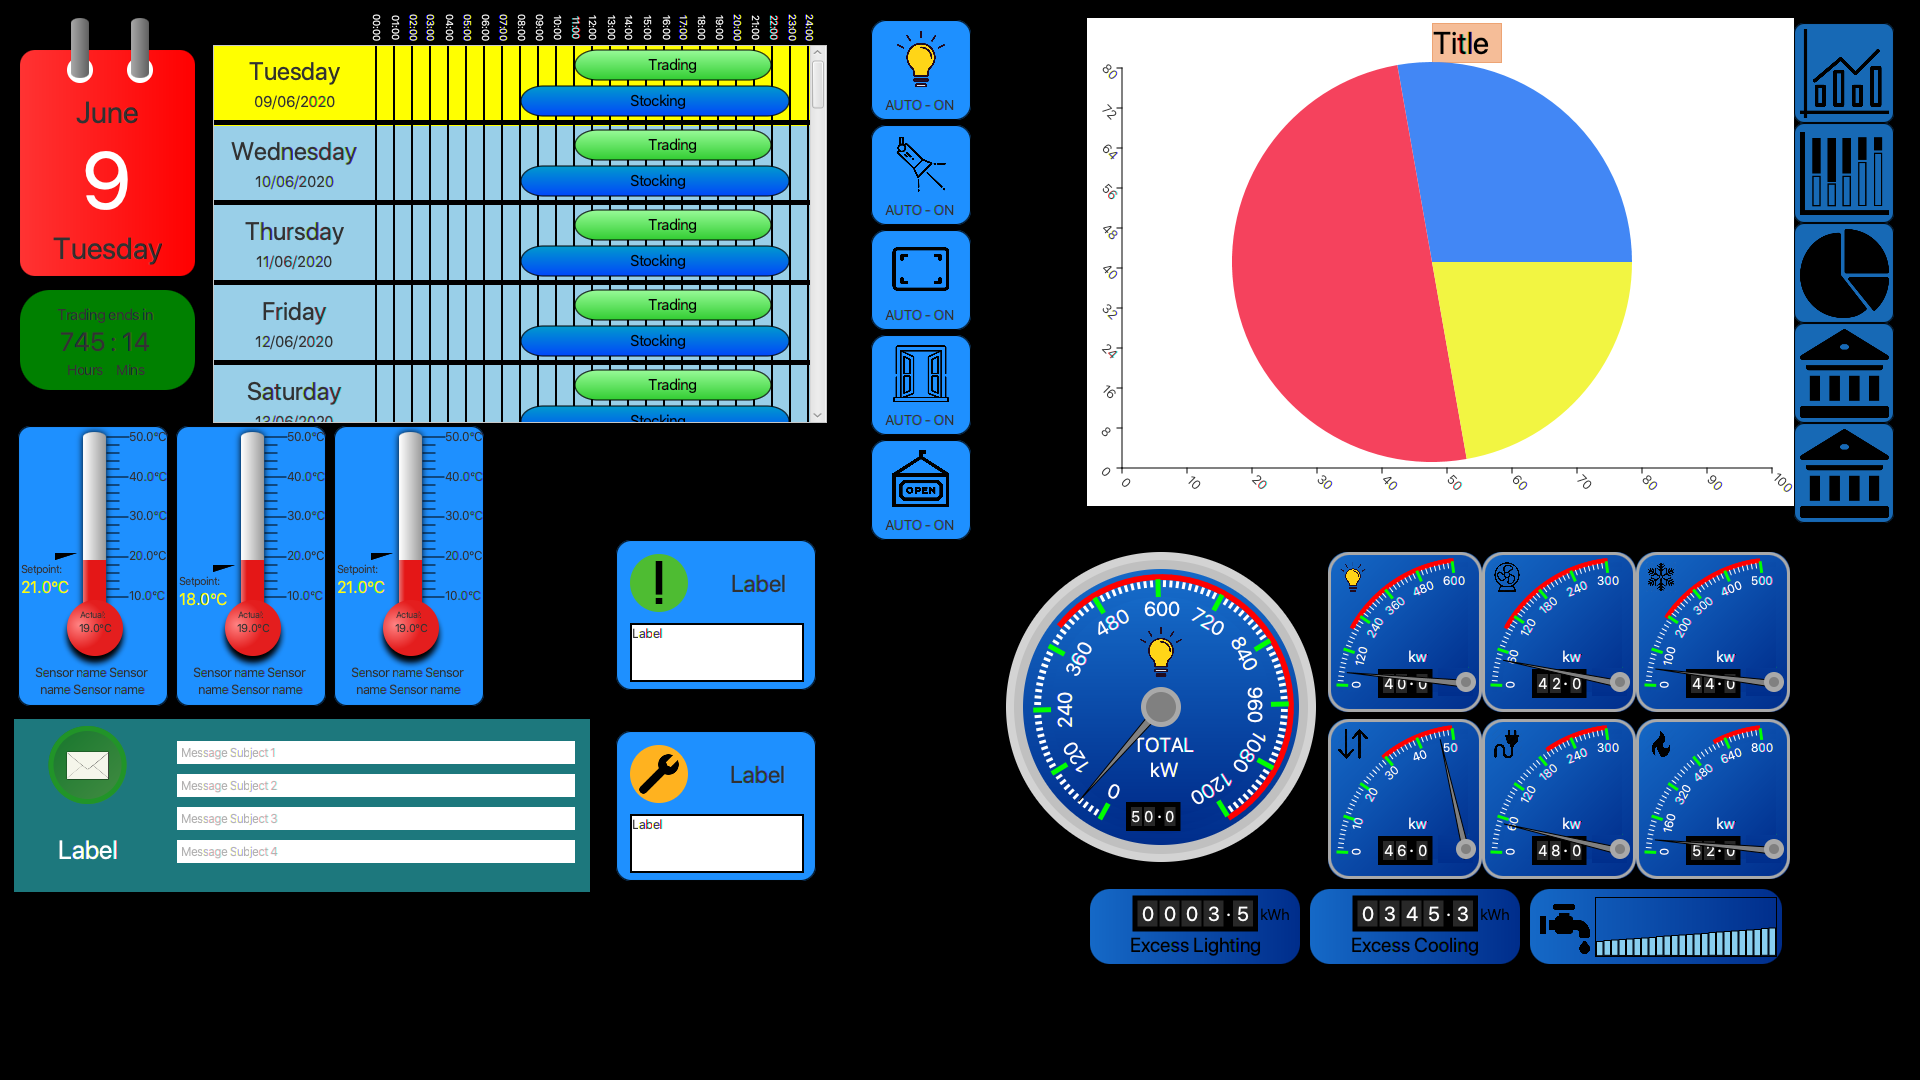 June
9
Tuesday
Trading ends in
745 : 14
Hours Mins
00:00 01:00 02:00 03:00 04:00 05:00 06:00 07:00 08:00 09:00 10:00 11:00 12:00 13:00 14:00 15:00 16:00 17:00 18:00 19:00 20:00 21:00 22:00 23:00 24:00
Tuesday
09/06/2020
Trading
Stocking
Wednesday
10/06/2020
Trading
Stocking
Thursday
11/06/2020
Trading
Stocking
Friday
12/06/2020
Trading
Stocking
Saturday
13/06/2020
Trading
Stocking
50.0°C
40.0°C
30.0°C
20.0°C
10.0°C
Setpoint:
21.0°C
Actual:
19.0°C
Sensor name Sensor
name Sensor name
50.0°C
40.0°C
30.0°C
20.0°C
10.0°C
Setpoint:
18.0°C
Actual:
19.0°C
Sensor name Sensor
name Sensor name
50.0°C
40.0°C
30.0°C
20.0°C
10.0°C
Setpoint:
21.0°C
Actual:
19.0°C
Sensor name Sensor
name Sensor name
Label
Message Subject 1
Message Subject 2
Message Subject 3
Message Subject 4
Label
Label
Label
Label
AUTO - ON
AUTO - ON
AUTO - ON
AUTO - ON
OPEN
AUTO - ON
Title
80
72
64
56
48
40
32
24
16
8
0
0 10 20 30 40 50 60 70 80 90 100
0 120 240 360 480 600 720 840 960 1080 1200
TOTAL
kW
50.0
0 120 240 360 480 600
kw
40.0
0 60 120 180 240 300
kw
42.0
0 100 200 300 400 500
kw
44.0
0 10 20 30 40 50
kw
46.0
0 60 120 180 240 300
kw
48.0
0 160 320 480 640 800
kw
52.0
0003.5 kWh
Excess Lighting
0345.3 kWh
Excess Cooling